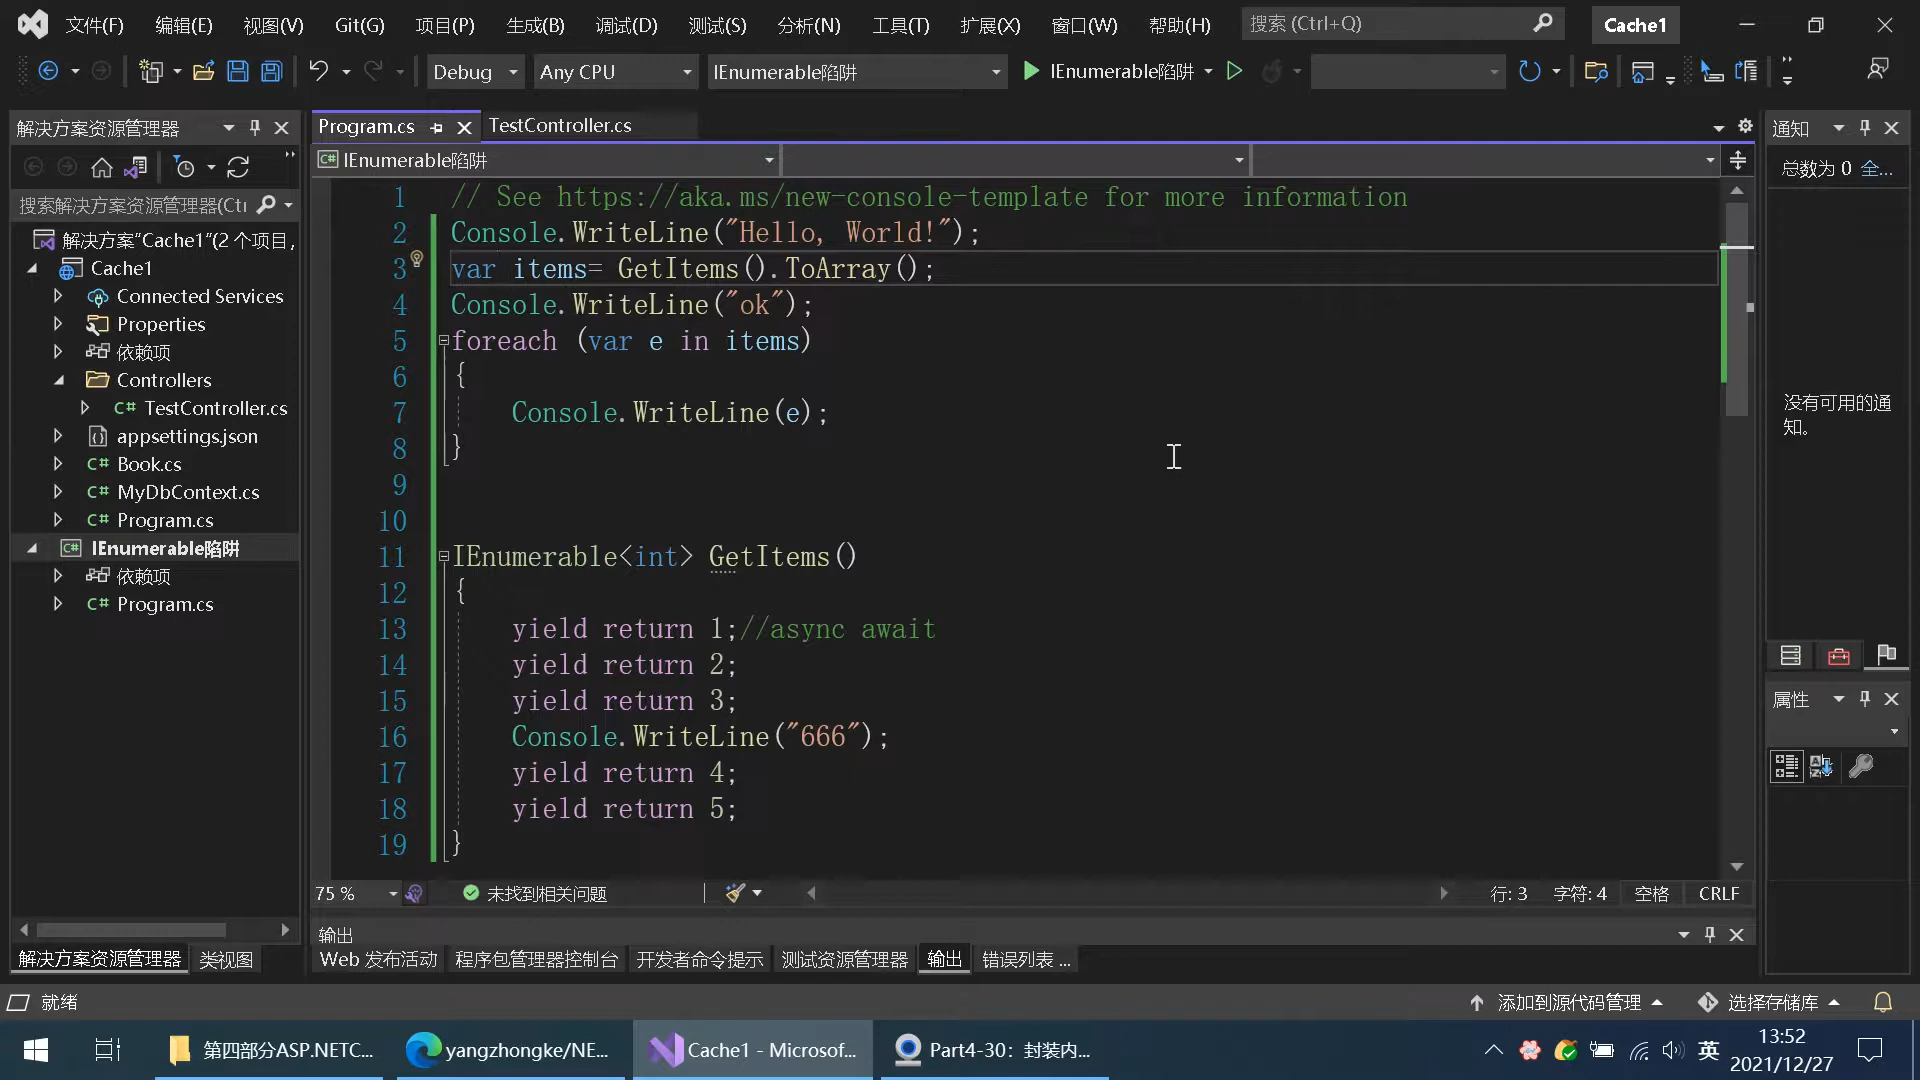 文件(F) 编辑(E) 视图(V) Git(G) 项目(P) 生成(B) 调试(D) 测试(S) 分析(N) 工具(T) 扩展(X) 窗口(W) 帮助(H) 搜索 (Ctrl+Q) Cache1
Debug Any CPU IEnumerable陷阱 IEnumerable陷阱
解决方案资源管理器
搜索解决方案资源管理器(Ctrl
解决方案"Cache1"(2 个项目,
Cache1
Connected Services
Properties
依赖项
Controllers
C# TestController.cs
appsettings.json
C# Book.cs
C# MyDbContext.cs
C# Program.cs
C# IEnumerable陷阱
依赖项
C# Program.cs
解决方案资源管理器 类视图
Program.cs TestController.cs
C# IEnumerable陷阱
1 // See https://aka.ms/new-console-template for more information
2 Console.WriteLine("Hello, World!");
3 var items= GetItems().ToArray();
4 Console.WriteLine("ok");
5 foreach (var e in items)
6 {
7 Console.WriteLine(e);
8 }
9
10
11 IEnumerable<int> GetItems()
12 {
13 yield return 1;//async await
14 yield return 2;
15 yield return 3;
16 Console.WriteLine("666");
17 yield return 4;
18 yield return 5;
19 }
75 % 未找到相关问题 行: 3 字符: 4 空格 CRLF
输出
Web 发布活动 程序包管理器控制台 开发者命令提示 测试资源管理器 输出 错误列表 ...
通知
总数为 0 全...
没有可用的通
知。
属性
就绪 添加到源代码管理 选择存储库
第四部分ASP.NETC... yangzhongke/NE... Cache1 - Microsof... Part4-30：封装内... 英 13:52
2021/12/27